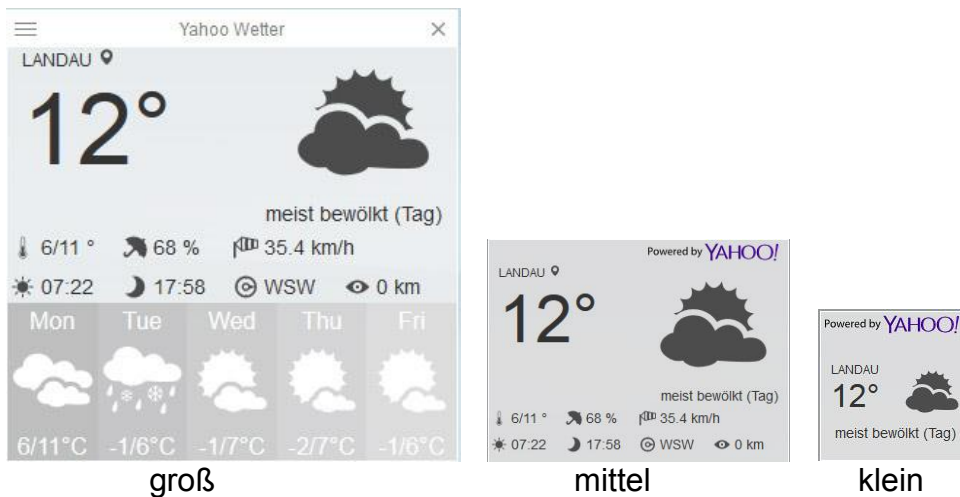 Yahoo Wetter
LANDAU
12°
meist bewölkt (Tag)
6/11 ° 68 % 35.4 km/h
07:22 17:58 WSW 0 km
Mon Tue Wed Thu Fri
6/11°C -1/6°C -1/7°C -2/7°C -1/6°C
groß
Powered by YAHOO!
LANDAU
12°
meist bewölkt (Tag)
6/11 ° 68 % 35.4 km/h
07:22 17:58 WSW 0 km
mittel
Powered by YAHOO!
LANDAU
12°
meist bewölkt (Tag)
klein